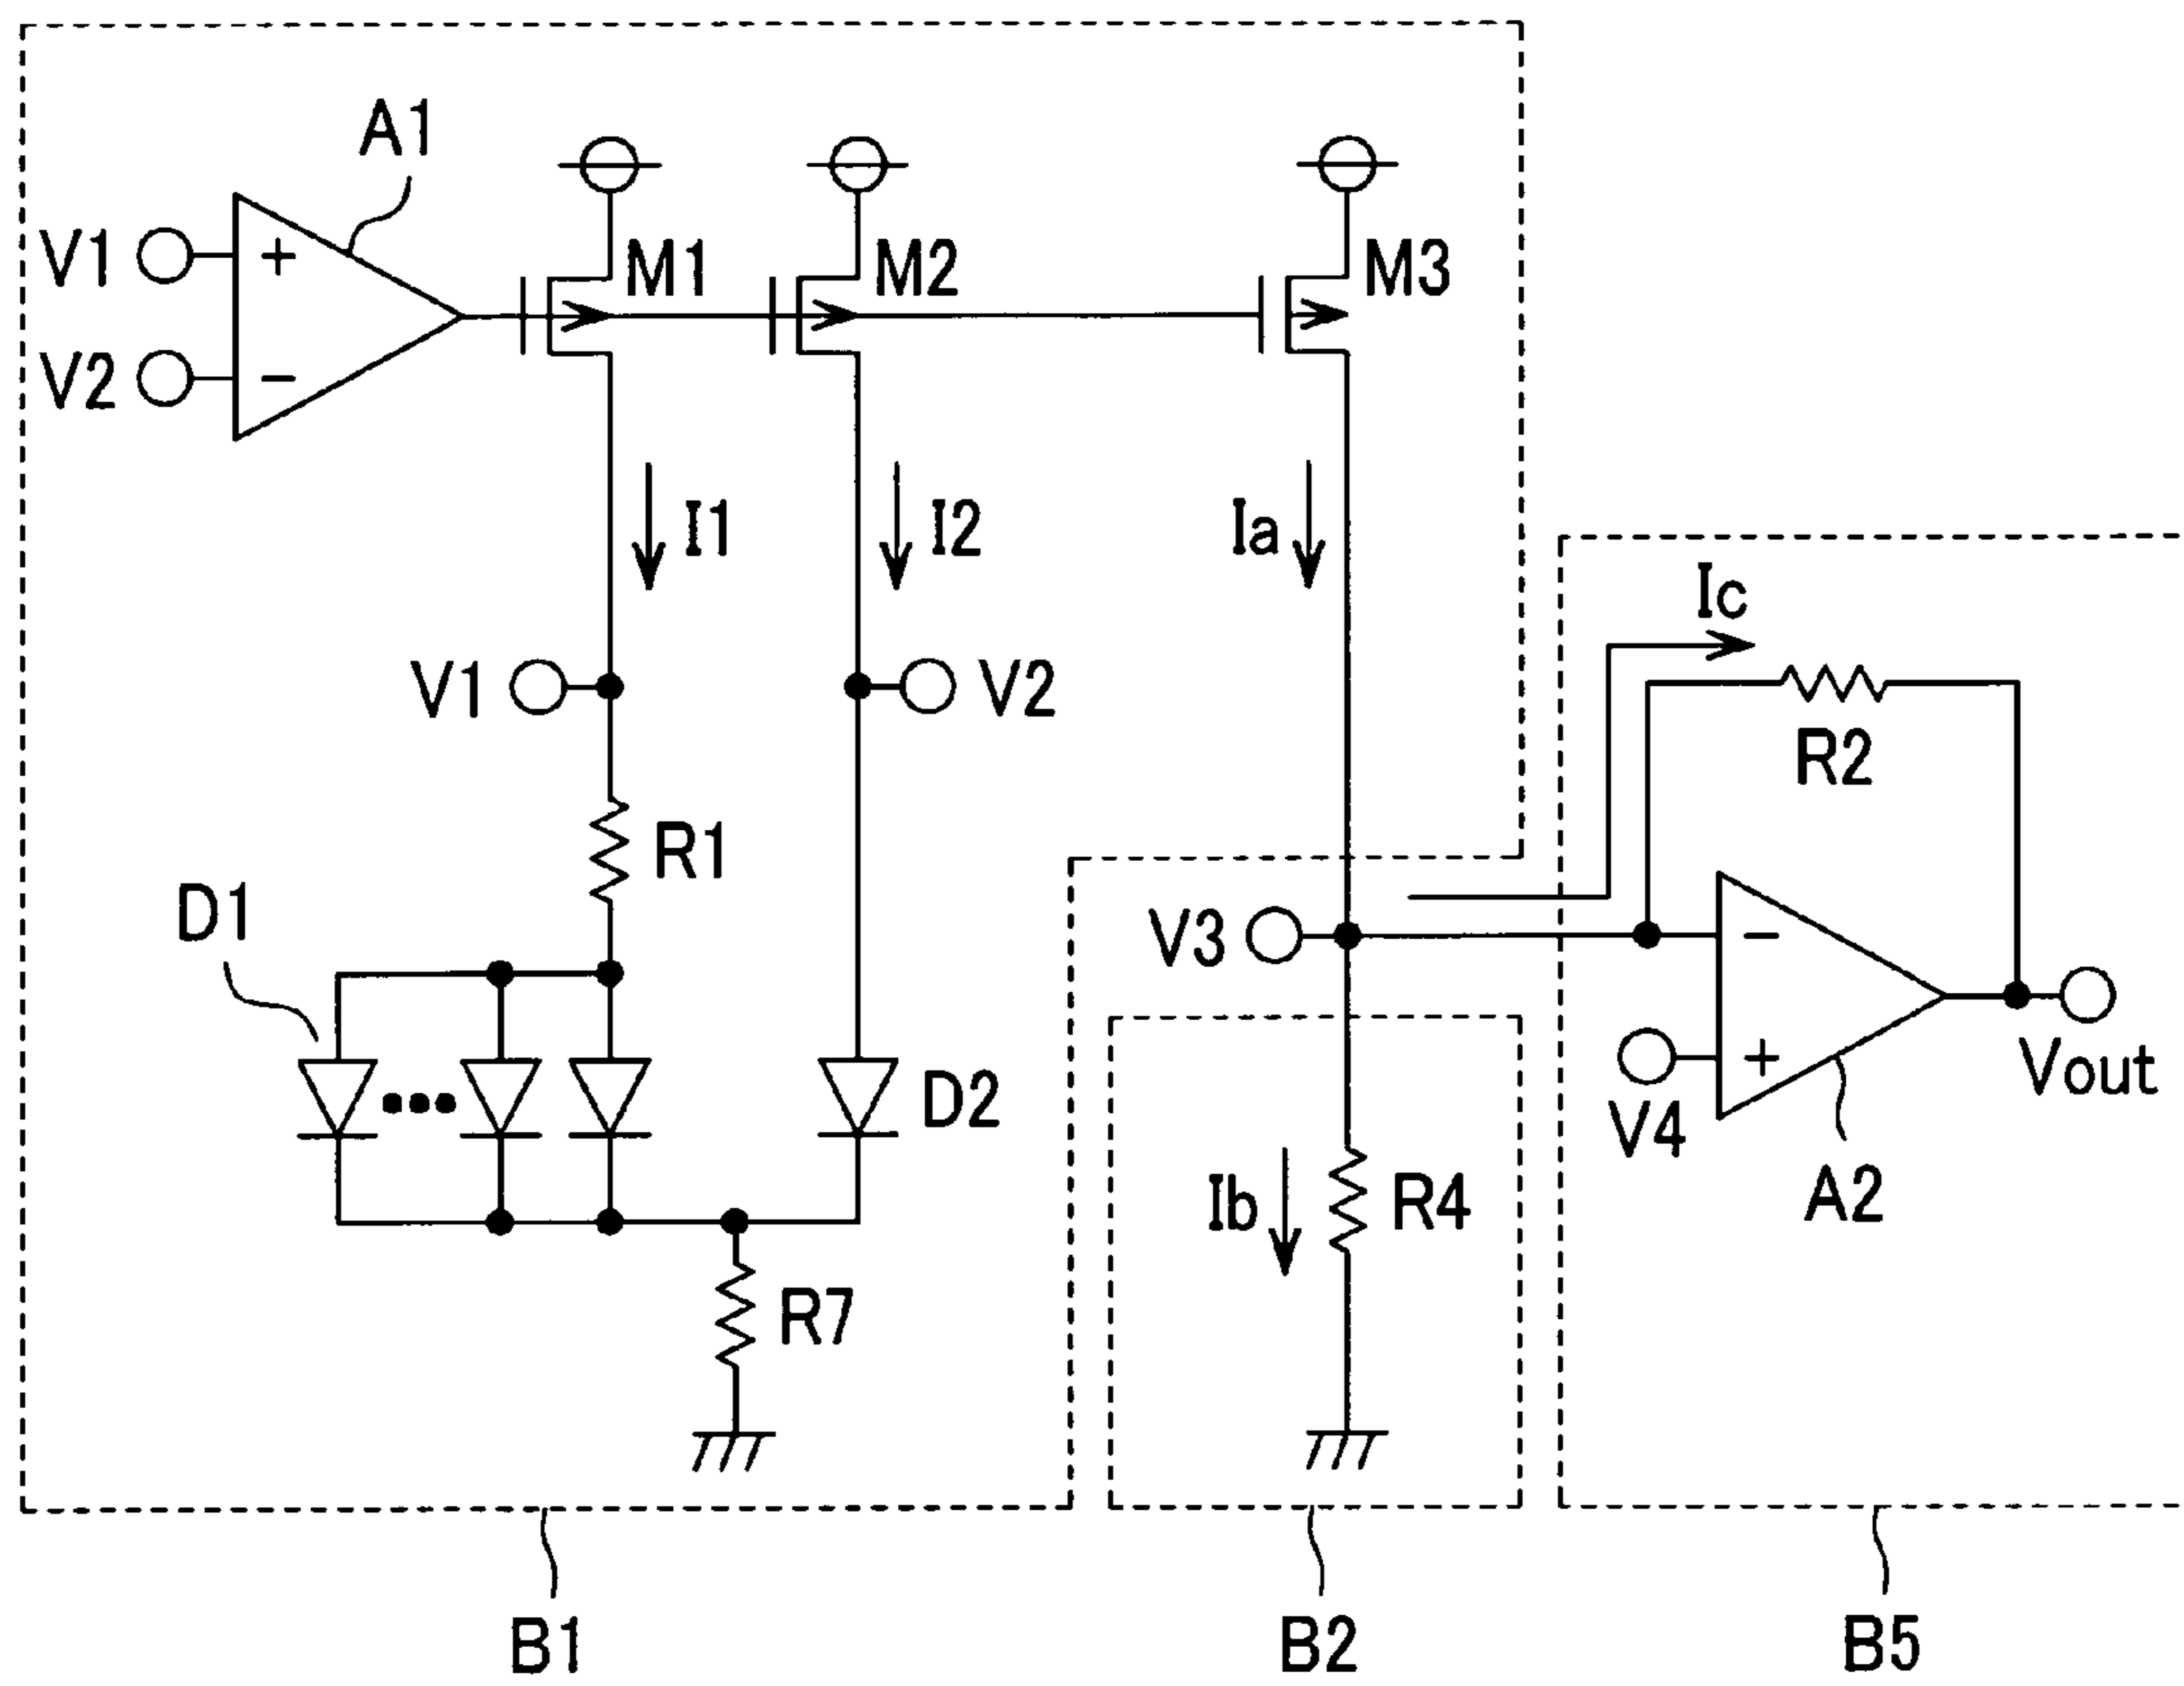 A1
V1
+
V2
−
M1
M2
M3
I1
I2
Ia
Ic
V1
V2
R2
R1
D1
V3
−
+
V4
Vout
D2
A2
Ib
R4
R7
B1
B2
B5